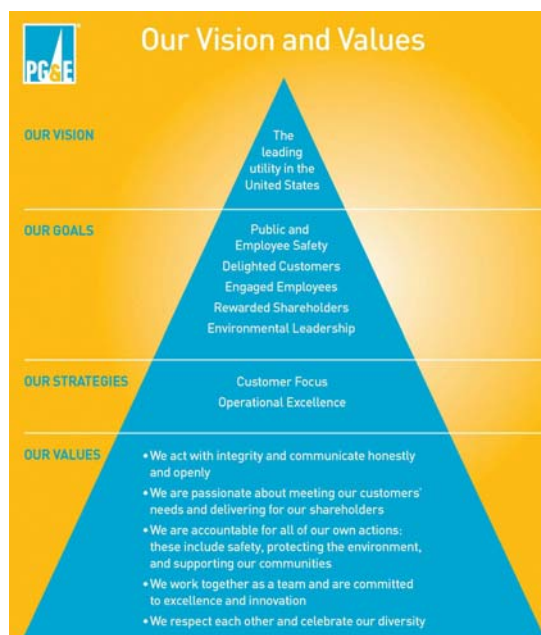 PG&E
Our Vision and Values
OUR VISION
The
leading
utility in the
United States
OUR GOALS
Public and
Employee Safety
Delighted Customers
Engaged Employees
Rewarded Shareholders
Environmental Leadership
OUR STRATEGIES
Customer Focus
Operational Excellence
OUR VALUES
• We act with integrity and communicate honestly
and openly
• We are passionate about meeting our customers'
needs and delivering for our shareholders
• We are accountable for all of our own actions:
these include safety, protecting the environment,
and supporting our communities
• We work together as a team and are committed
to excellence and innovation
• We respect each other and celebrate our diversity